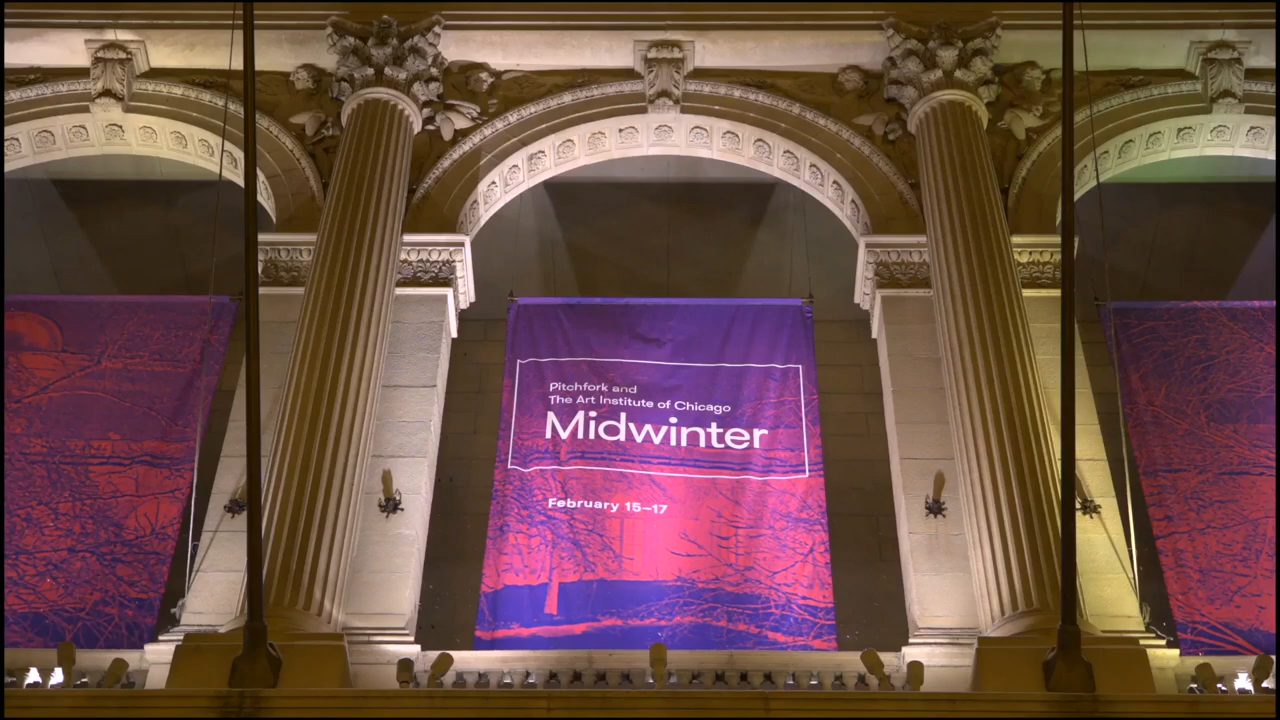 Pitchfork and
The Art Institute of Chicago
Midwinter
February 15–17